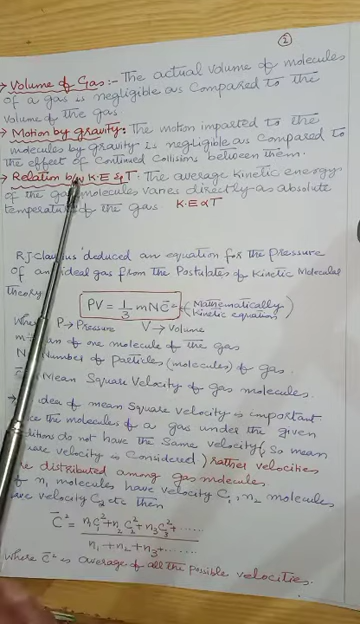 ①
→ Volume of Gas:- The actual volume of molecules
of a gas is negligible as compared to the
volume of the gas
→ Motion by gravity: The motion imparted to the
molecules by gravity is negligible as compared to
the effect of Continued Collisions between them.
→ Relation b/w K.E & T. The average kinetic energy
of the gas molecules varies directly as absolute
temperature of the gas. K.E ∝ T
R.J Clausius deduced an equation for the pressure
of an ideal gas from the Postulates of Kinetic Molecular
theory
PV = 1/3 mN c̄² (Mathematically Kinetic equation)
Where P → Pressure V → Volume
m of one molecule of the gas
N Number of particles (molecules) of gas.
Mean Square Velocity of gas molecules.
idea of mean Square Velocity is important
the molecules of a gas under the given
do not have the Same velocity (So mean
velocity is Considered) rather velocities
distributed among gas molecules.
n₁ molecules have velocity C₁, n₂ molecules
velocity C₂ etc then
C̄² = n₁C₁² + n₂C₂² + n₃C₃² + ......
n₁ + n₂ + n₃ + ......
where c̄² is average of all the possible velocities.